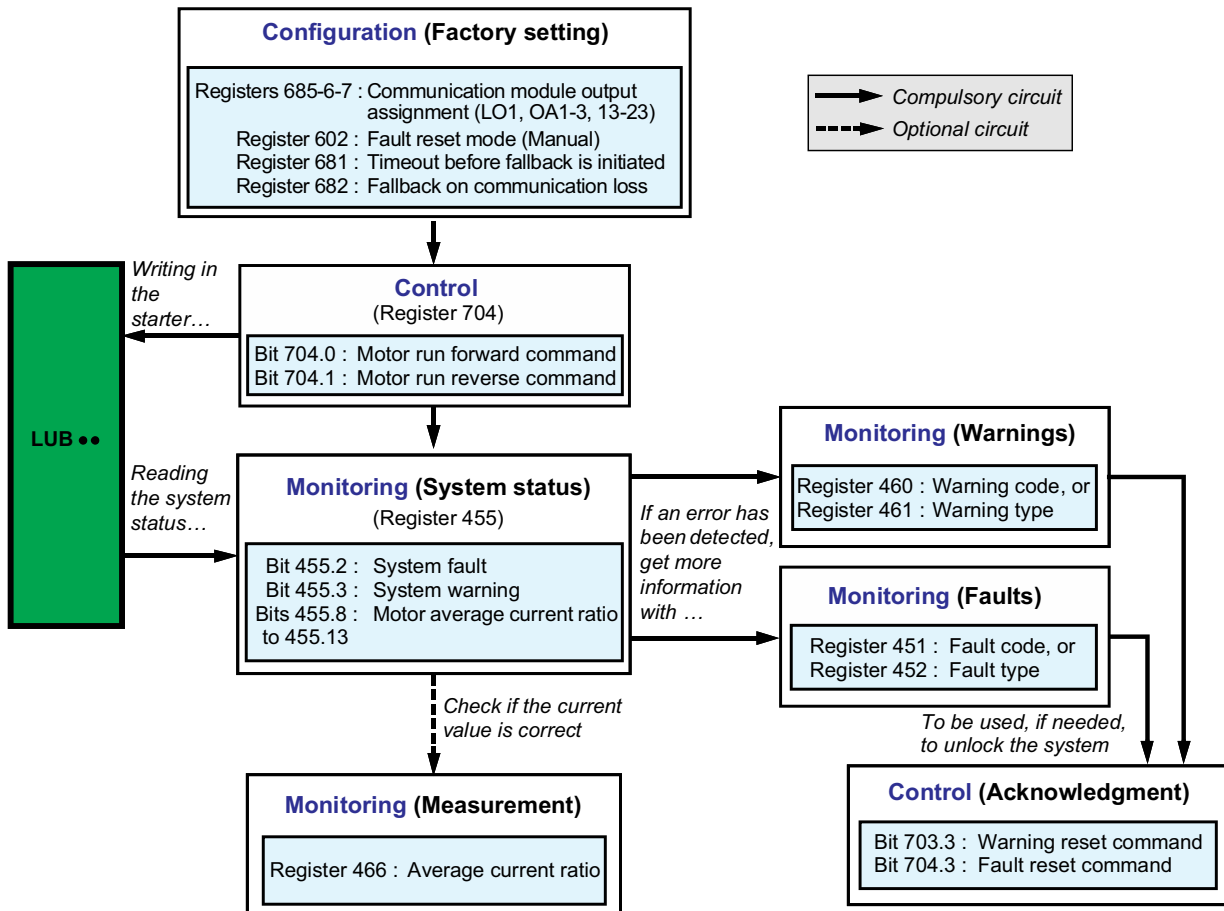 Configuration (Factory setting)
Registers 685-6-7 : Communication module output
assignment (LO1, OA1-3, 13-23)
Register 602 : Fault reset mode (Manual)
Register 681 : Timeout before fallback is initiated
Register 682 : Fallback on communication loss
Compulsory circuit
Optional circuit
Writing in
the
starter…
Control
(Register 704)
Bit 704.0 : Motor run forward command
Bit 704.1 : Motor run reverse command
LUB ●●
Reading
the system
status…
Monitoring (System status)
(Register 455)
Bit 455.2 : System fault
Bit 455.3 : System warning
Bits 455.8 : Motor average current ratio
to 455.13
If an error has
been detected,
get more
information
with …
Monitoring (Warnings)
Register 460 : Warning code, or
Register 461 : Warning type
Monitoring (Faults)
Register 451 : Fault code, or
Register 452 : Fault type
Check if the current
value is correct
To be used, if needed,
to unlock the system
Monitoring (Measurement)
Register 466 : Average current ratio
Control (Acknowledgment)
Bit 703.3 : Warning reset command
Bit 704.3 : Fault reset command